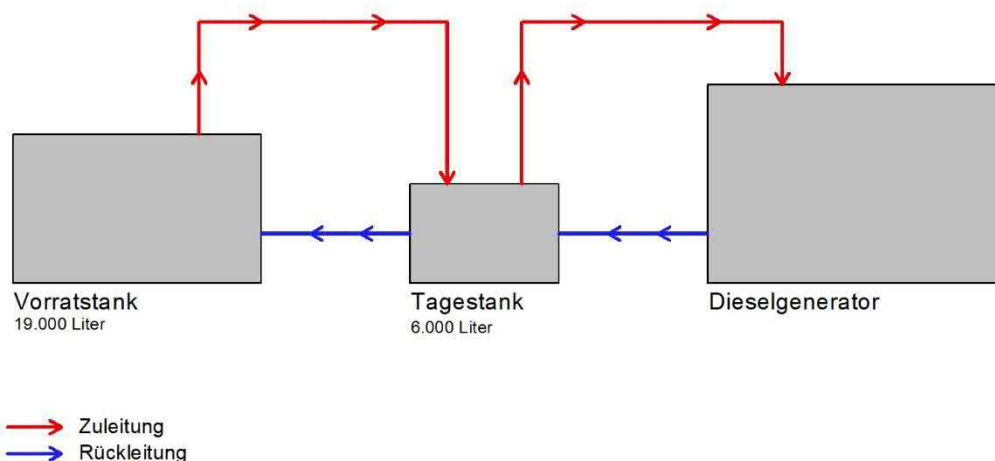 Vorratstank
19.000 Liter
Tagestank
6.000 Liter
Dieselgenerator
Zuleitung
Rückleitung